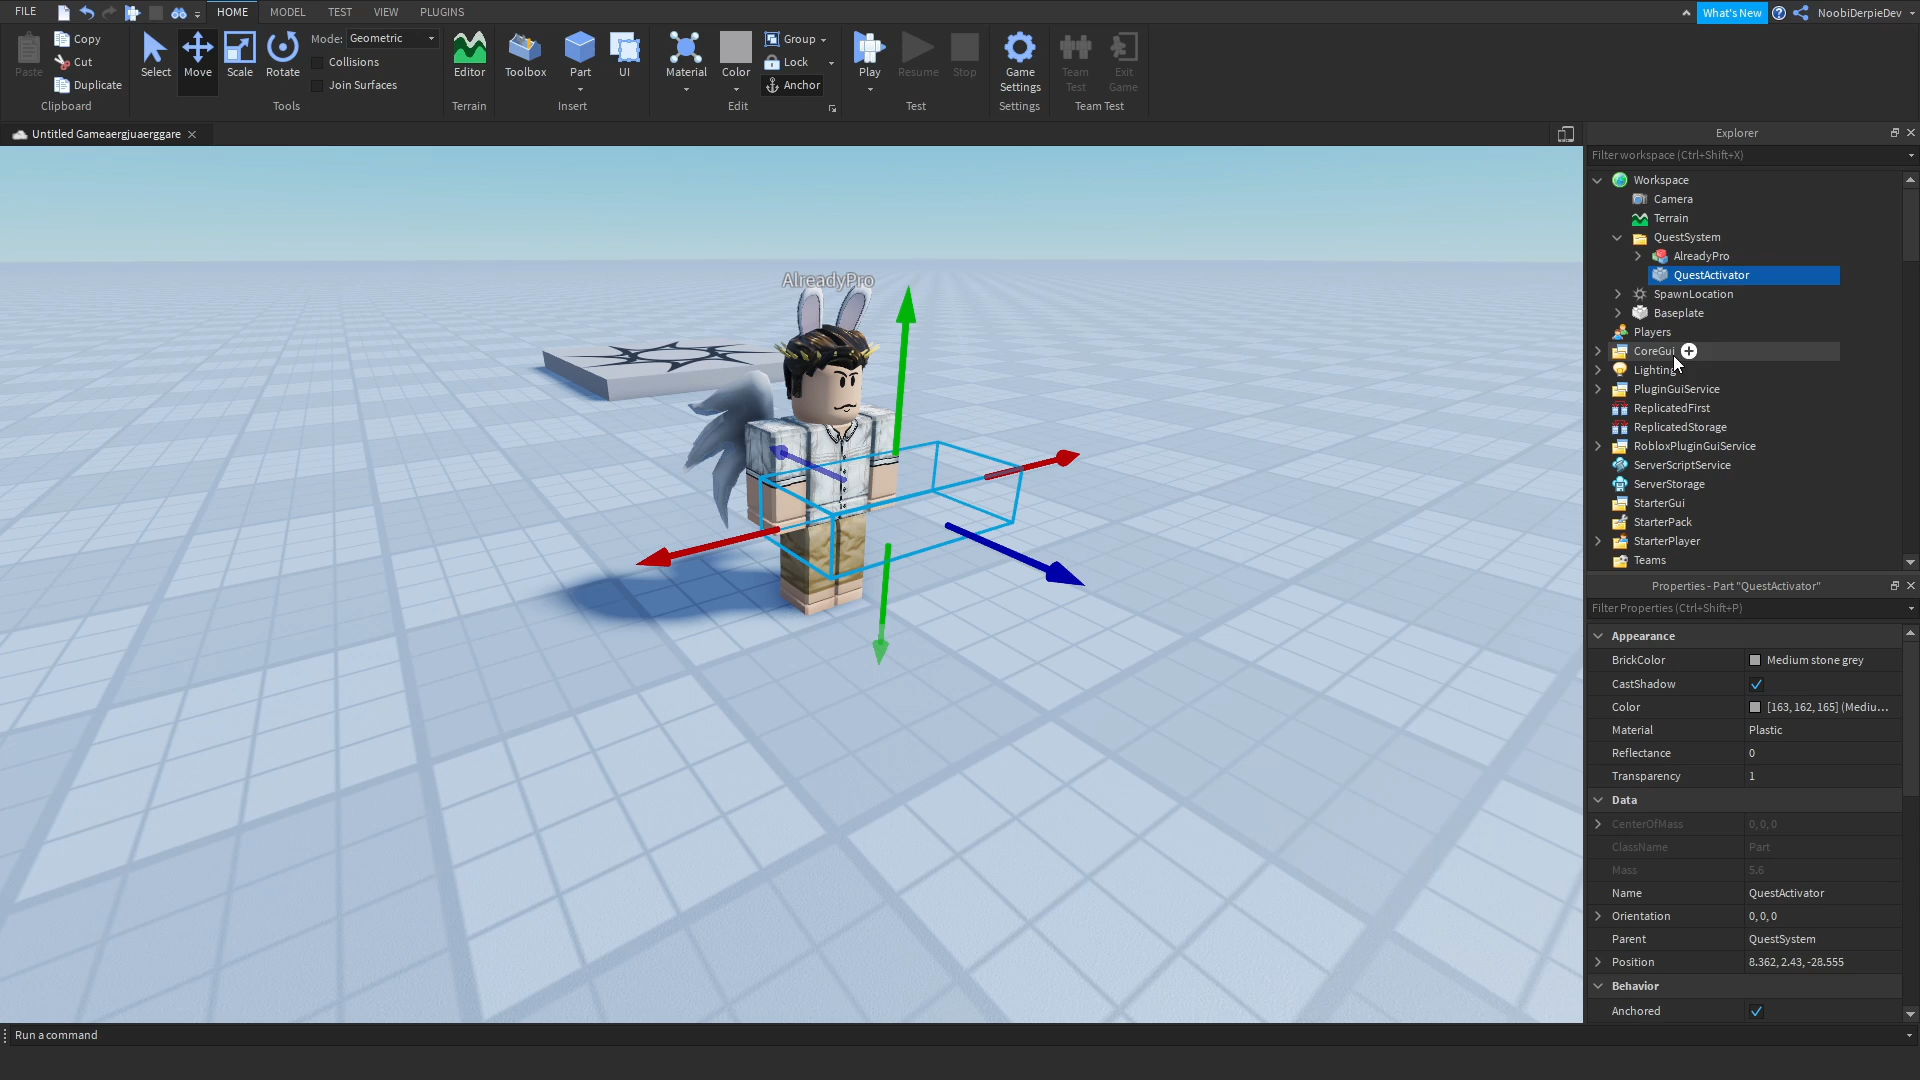 FILE HOME MODEL TEST VIEW PLUGINS What's New NoobiDerpieDev
Paste Copy Cut Duplicate
Select Move Scale Rotate Mode: Geometric Collisions Join Surfaces
Editor Toolbox Part UI Material Color Group Lock Anchor
Play Resume Stop Game Settings Team Test Exit Game
Clipboard Tools Terrain Insert Edit Test Settings Team Test
Untitled Gameaergjuaerggare
Explorer
Filter workspace (Ctrl+Shift+X)
Workspace
Camera
Terrain
QuestSystem
AlreadyPro
QuestActivator
SpawnLocation
Baseplate
Players
CoreGui
Lighting
PluginGuiService
ReplicatedFirst
ReplicatedStorage
RobloxPluginGuiService
ServerScriptService
ServerStorage
StarterGui
StarterPack
StarterPlayer
Teams
AlreadyPro
Properties - Part "QuestActivator"
Filter Properties (Ctrl+Shift+P)
Appearance
BrickColor Medium stone grey
CastShadow
Color [163, 162, 165] (Mediu...
Material Plastic
Reflectance 0
Transparency 1
Data
CenterOfMass 0, 0, 0
ClassName Part
Mass 5.6
Name QuestActivator
Orientation 0, 0, 0
Parent QuestSystem
Position 8.362, 2.43, -28.555
Behavior
Anchored
Run a command